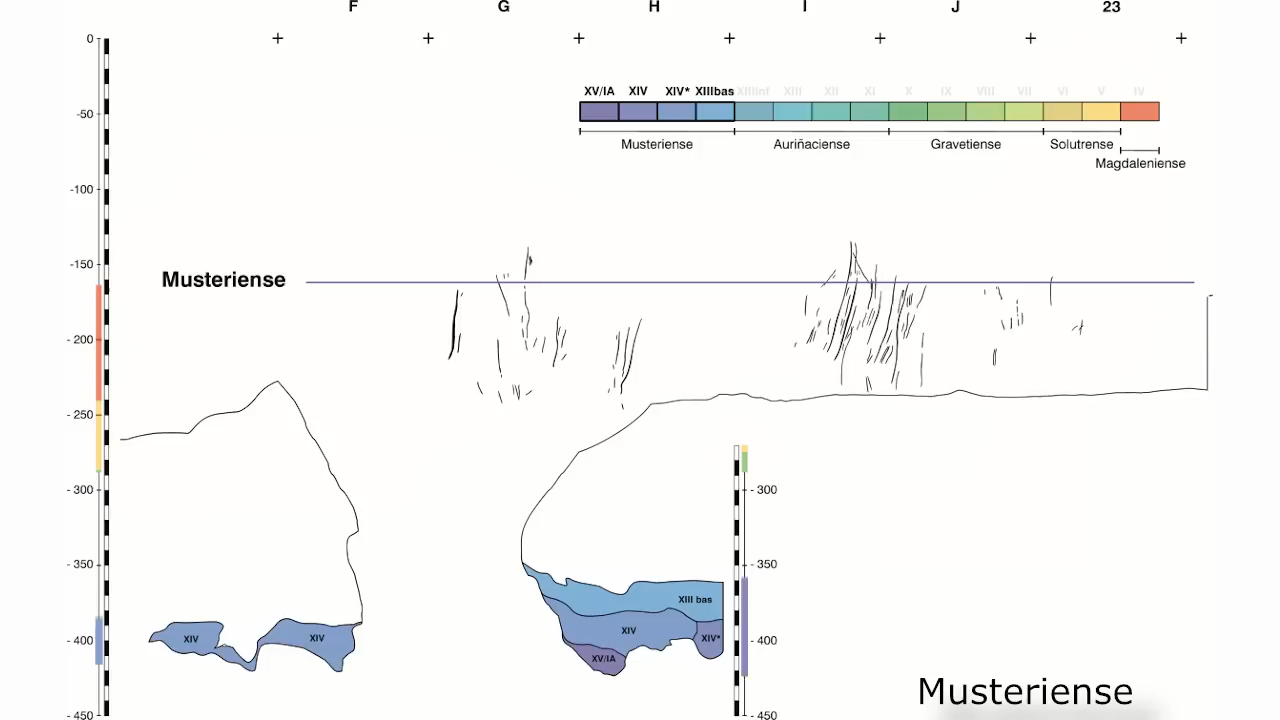 F G H I J 23
0
XV/IA XIV XIV* XIIIbas XIIIinf XIII XII XI X IX VIII VII VI V IV
-50
Musteriense Auriñaciense Gravetiense Solutrense
Magdaleniense
-100
-150
Musteriense
- 200
-250
- 300 - 300
- 350 - 350
XIII bas
XIV XIV XIV XIV*
- 400 - 400
XV/IA
Musteriense
- 450 - 450